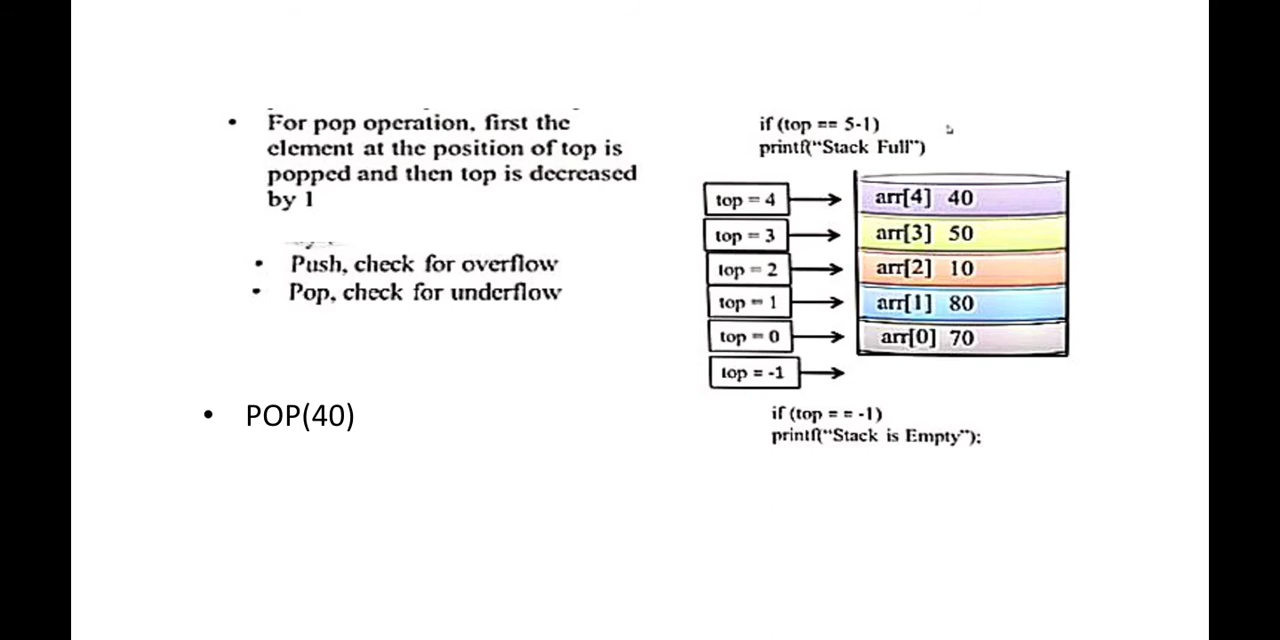 • For pop operation, first the
element at the position of top is
popped and then top is decreased
by 1
• Push, check for overflow
• Pop, check for underflow
• POP(40)
if (top == 5-1)
printf("Stack Full")
top = 4 arr[4] 40
top = 3 arr[3] 50
top = 2 arr[2] 10
top = 1 arr[1] 80
top = 0 arr[0] 70
top = -1
if (top = = -1)
printf("Stack is Empty");